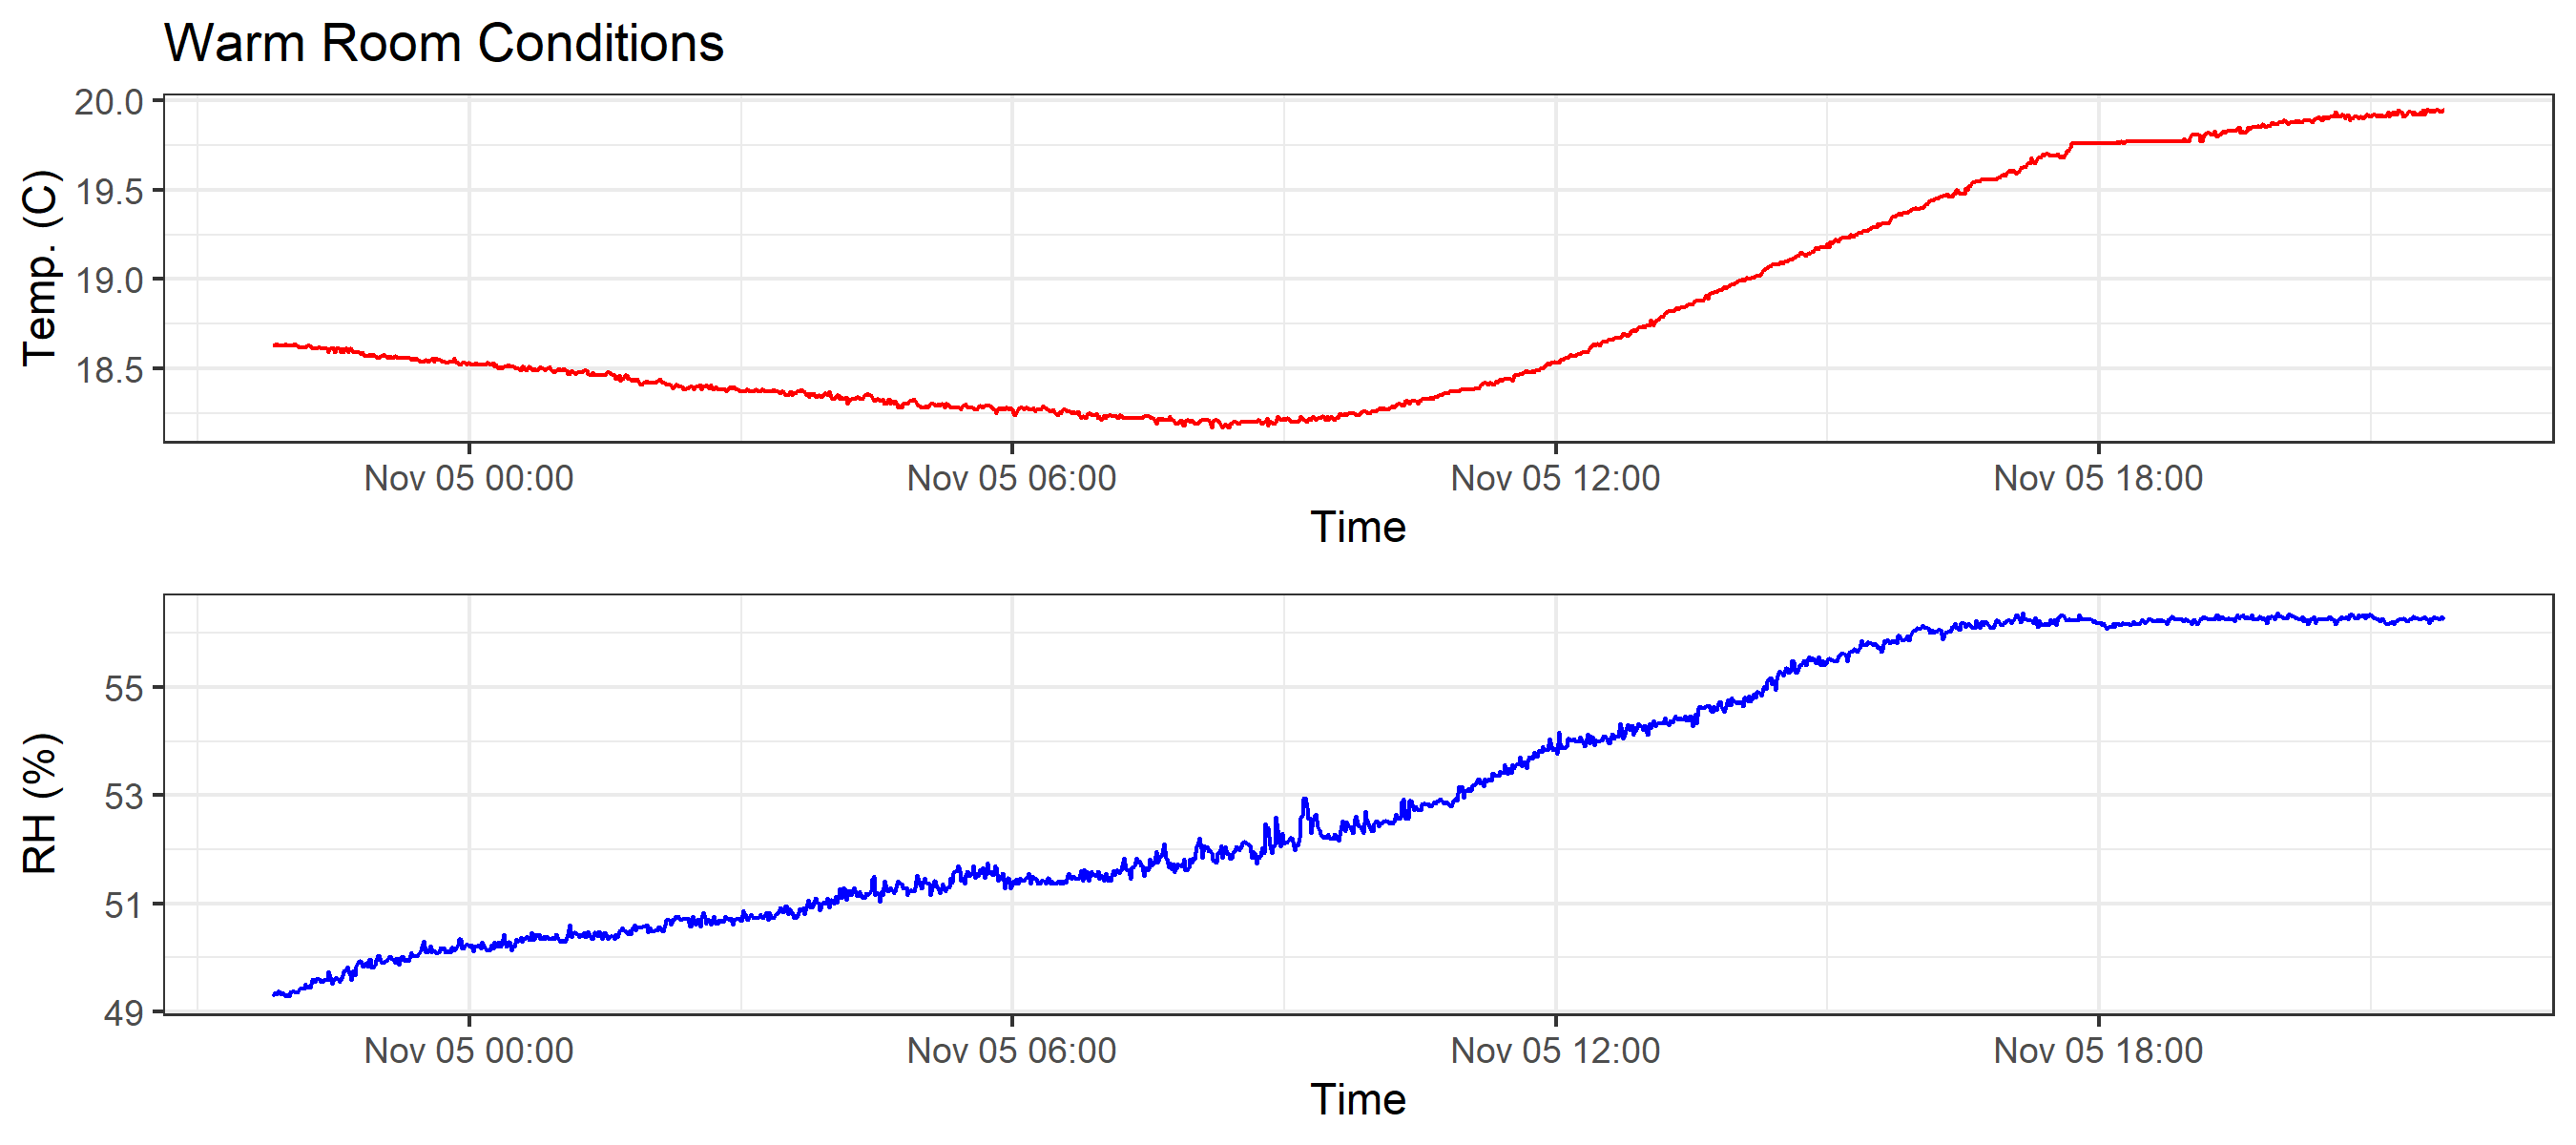 Warm Room Conditions
Temp. (C)
20.0
19.5
19.0
18.5
Nov 05 00:00 Nov 05 06:00 Nov 05 12:00 Nov 05 18:00
Time
RH (%)
55
53
51
49
Nov 05 00:00 Nov 05 06:00 Nov 05 12:00 Nov 05 18:00
Time